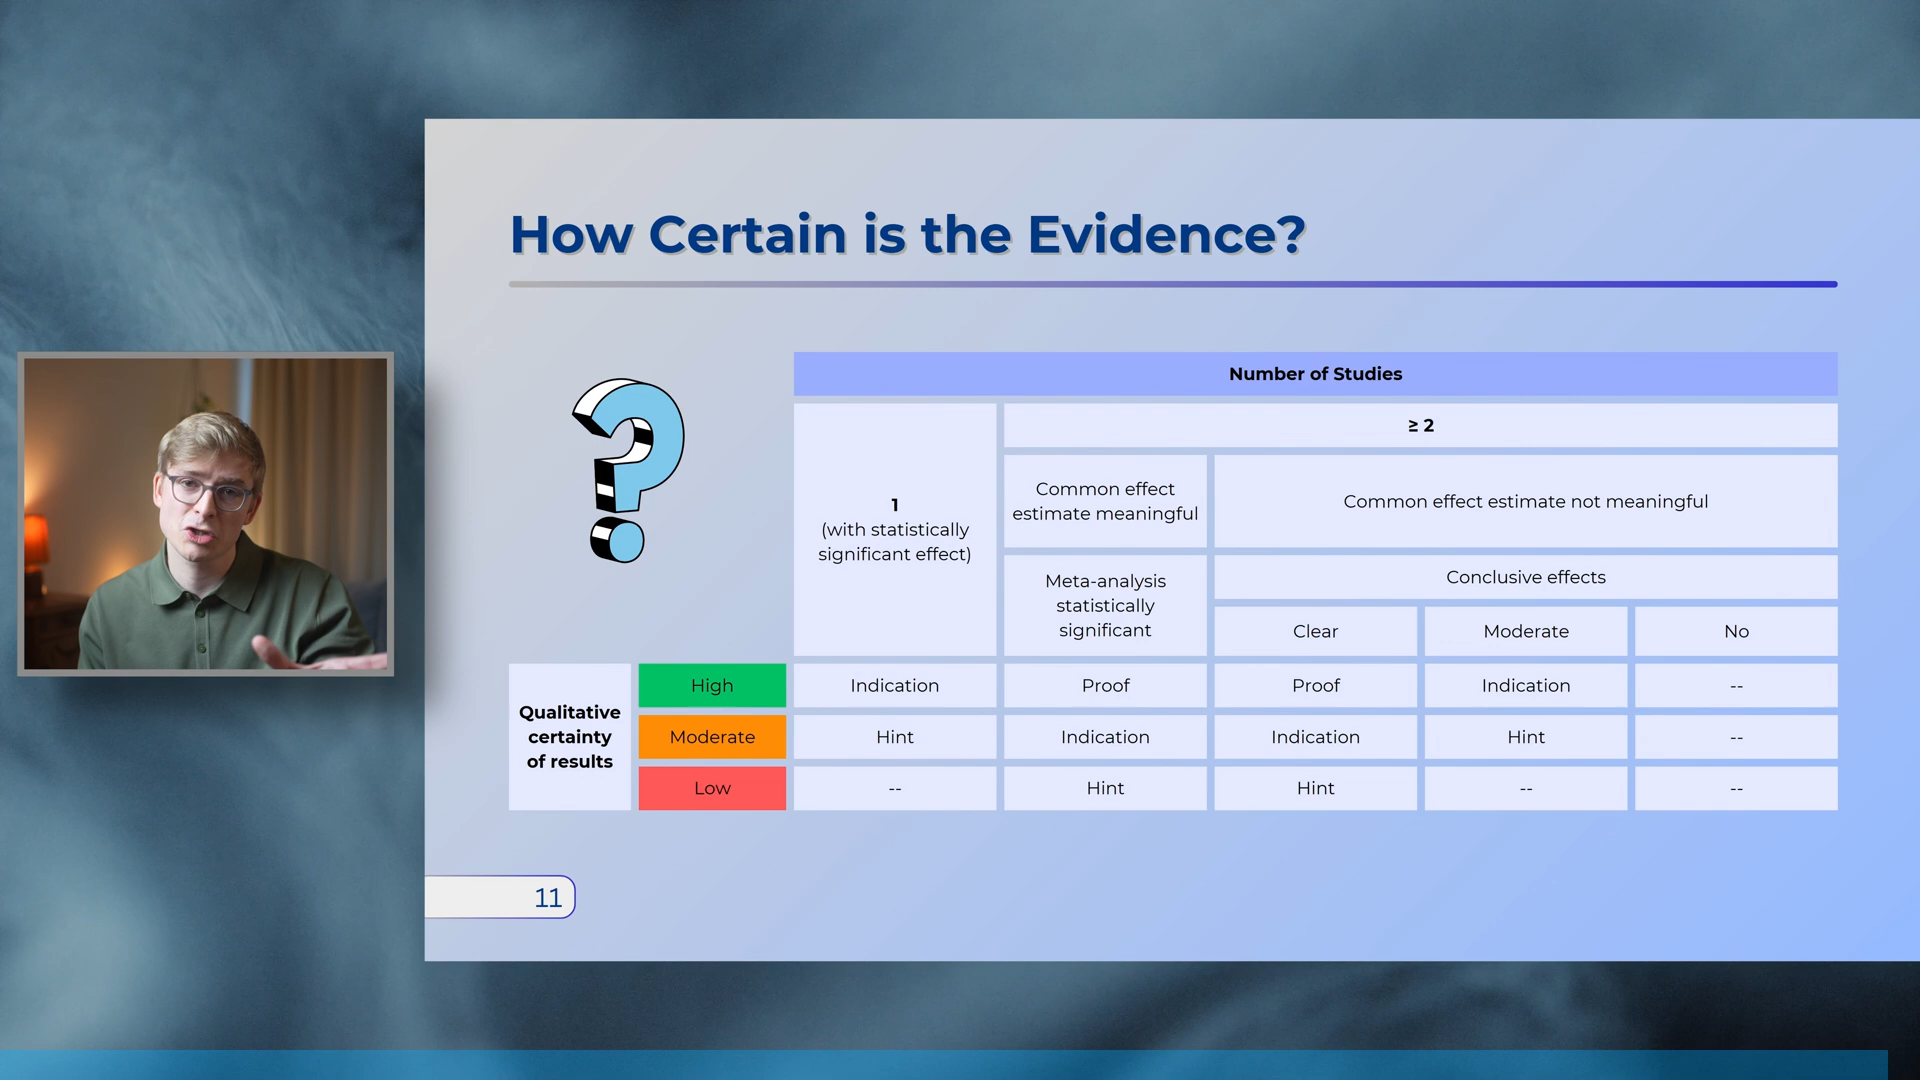 How Certain is the Evidence?
Number of Studies
1
(with statistically
significant effect)
≥ 2
Common effect
estimate meaningful
Common effect estimate not meaningful
Meta-analysis
statistically
significant
Conclusive effects
Clear
Moderate
No
Qualitative
certainty
of results
High
Indication
Proof
Proof
Indication
--
Moderate
Hint
Indication
Indication
Hint
--
Low
--
Hint
Hint
--
--
11